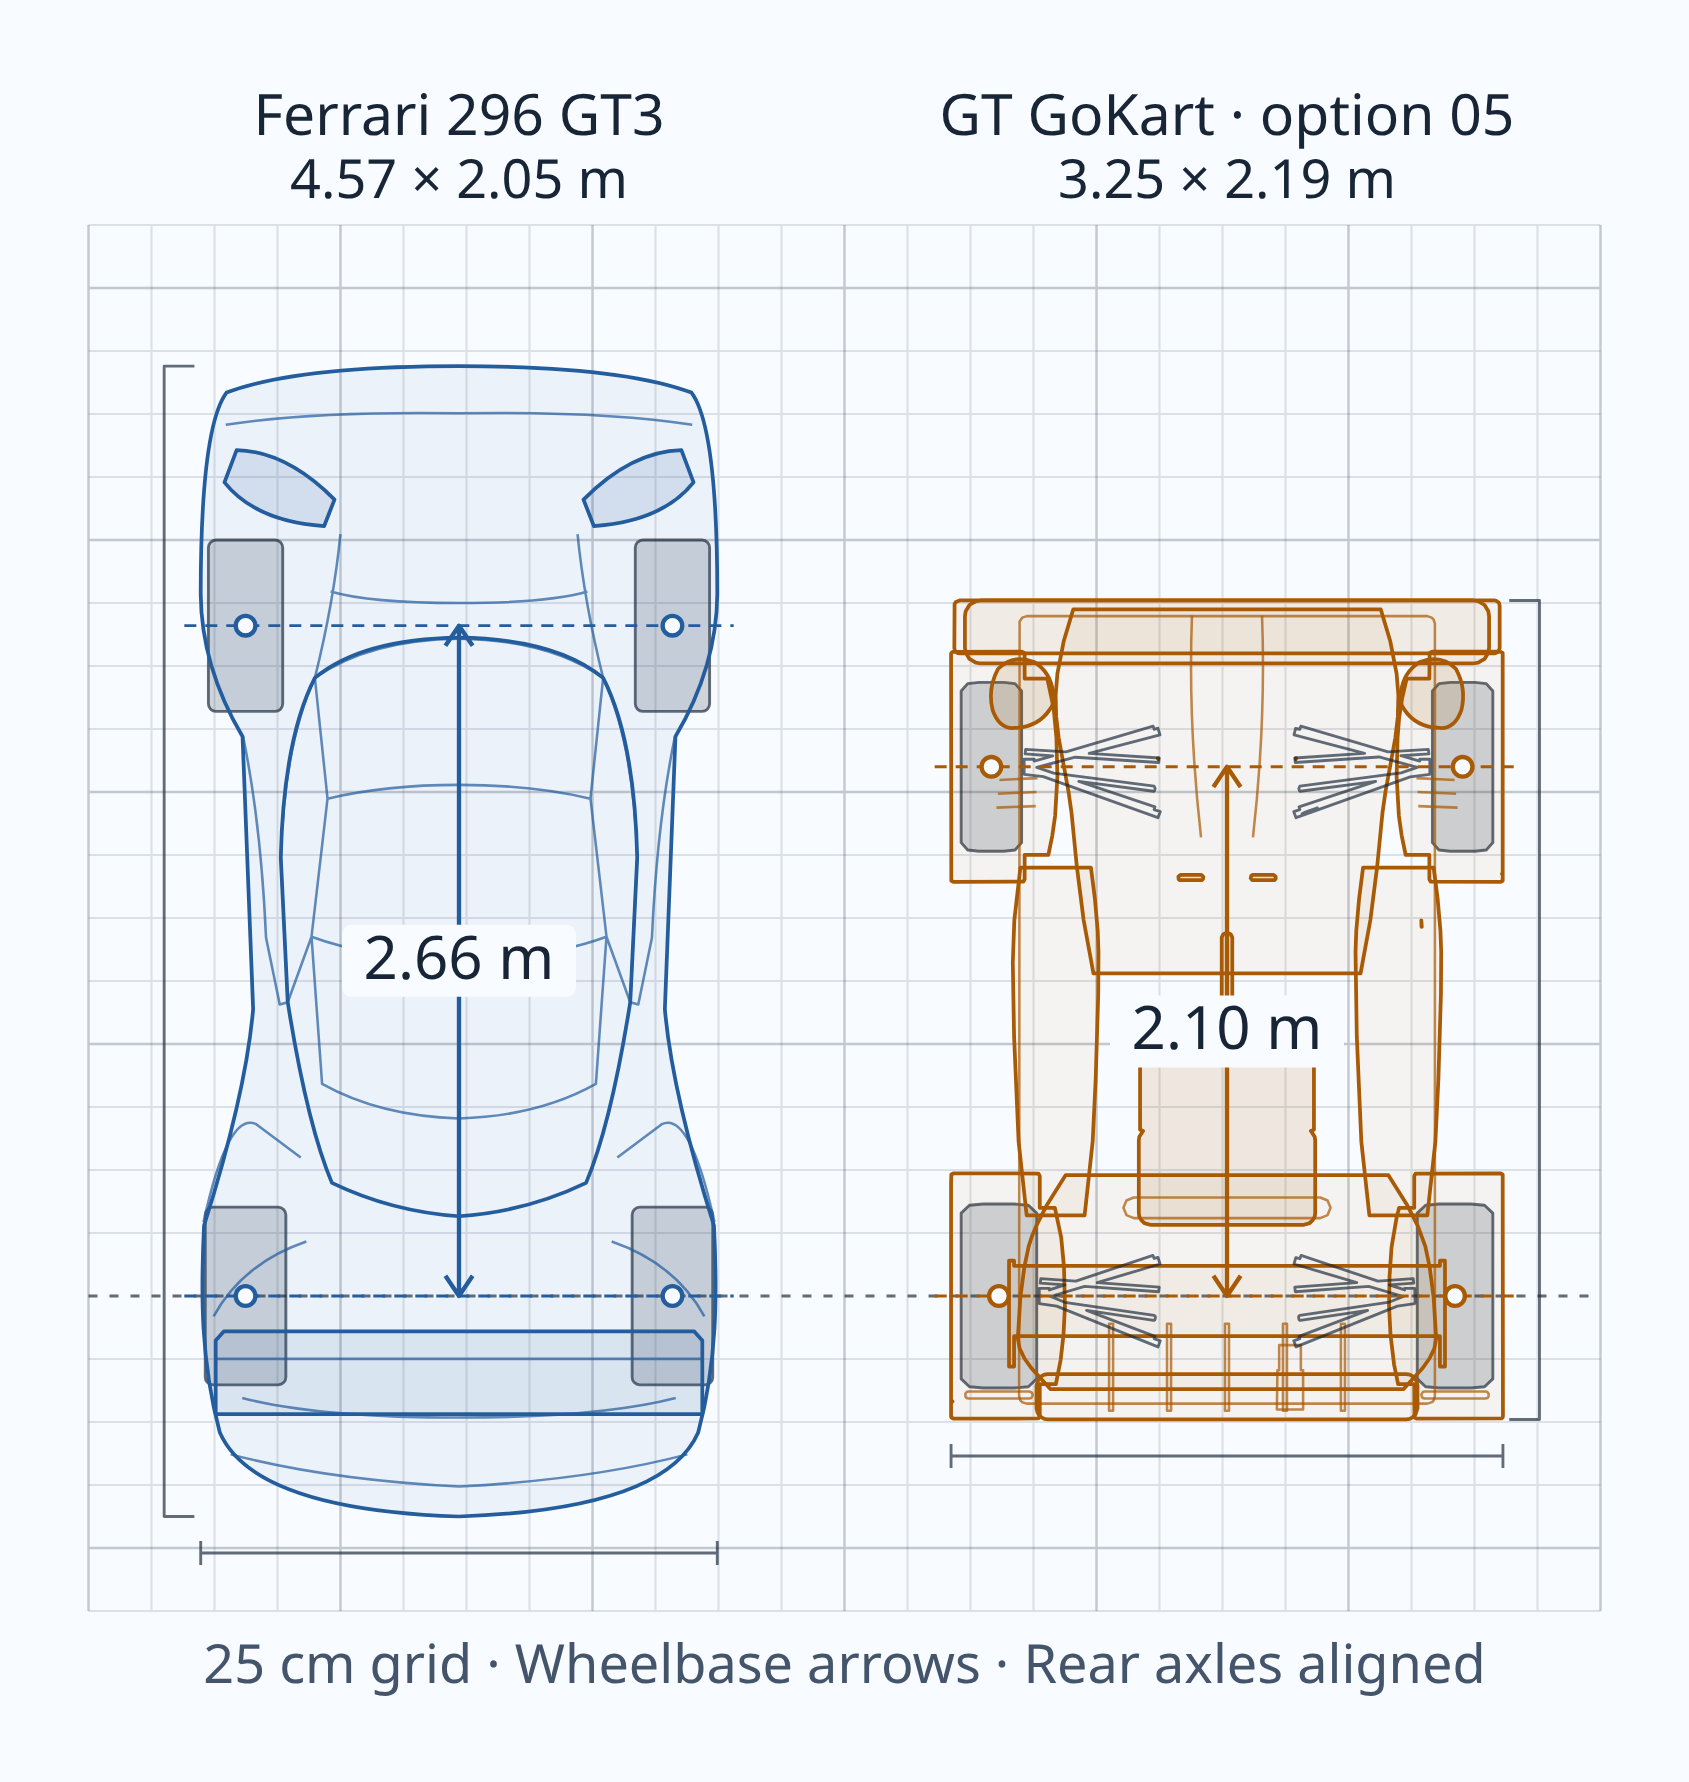 Ferrari 296 GT3
4.57 × 2.05 m
GT GoKart · option 05
3.25 × 2.19 m
2.66 m
2.10 m
25 cm grid · Wheelbase arrows · Rear axles aligned